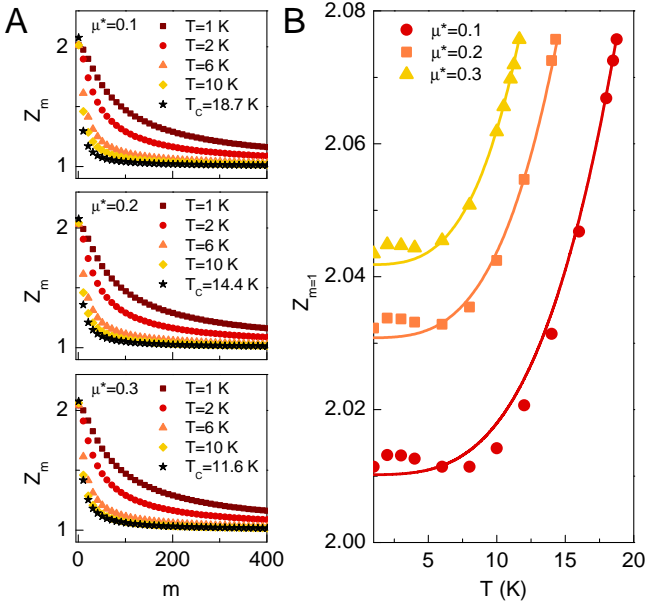 A
μ*=0.1
T=1 K
T=2 K
T=6 K
T=10 K
T_C=18.7 K
2
1
Z_m
μ*=0.2
T=1 K
T=2 K
T=6 K
T=10 K
T_C=14.4 K
2
1
Z_m
μ*=0.3
T=1 K
T=2 K
T=6 K
T=10 K
T_C=11.6 K
2
1
Z_m
0 200 400
m
B
μ*=0.1
μ*=0.2
μ*=0.3
2.08
2.06
2.04
2.02
2.00
Z_m=1
5 10 15 20
T (K)